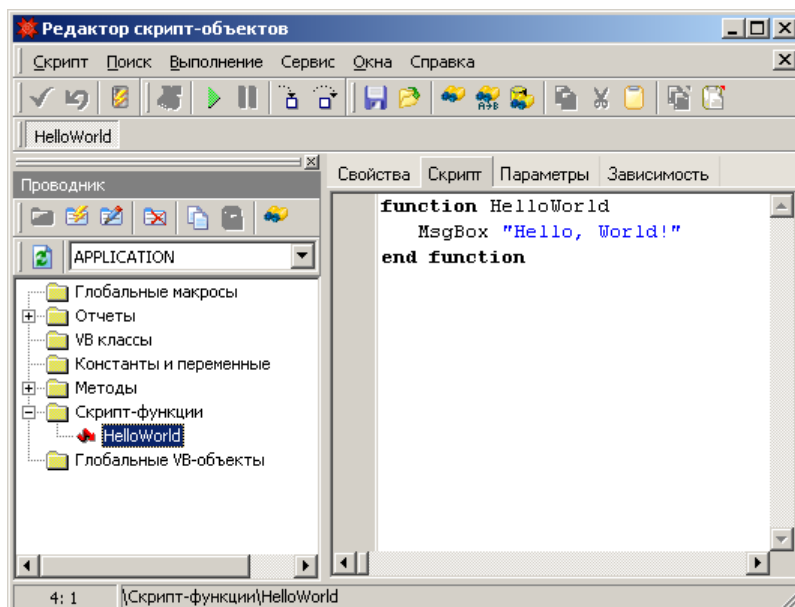 Редактор скрипт-объектов
Скрипт Поиск Выполнение Сервис Окна Справка
HelloWorld
Проводник
APPLICATION
Глобальные макросы
Отчеты
VB классы
Константы и переменные
Методы
Скрипт-функции
HelloWorld
Глобальные VB-объекты
Свойства Скрипт Параметры Зависимость
function HelloWorld
MsgBox "Hello, World!"
end function
4: 1 \Скрипт-функции\HelloWorld